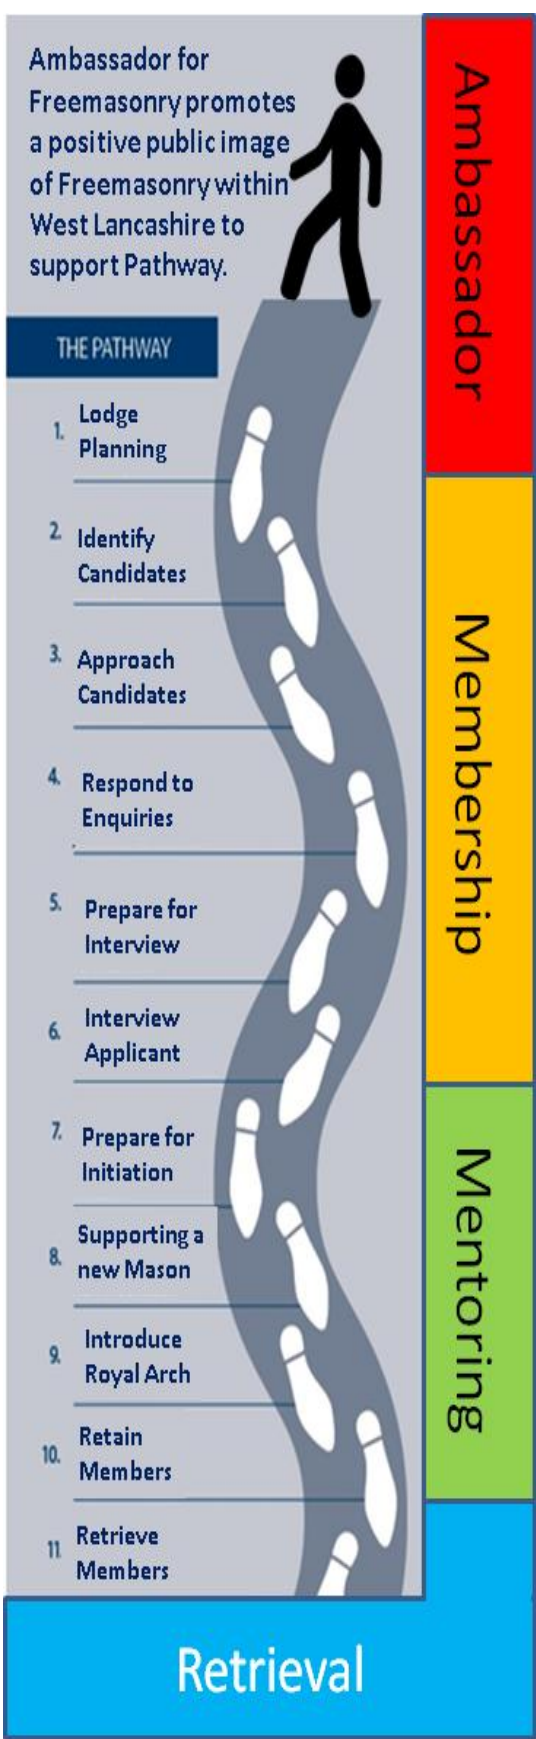 Ambassador for
Freemasonry promotes
a positive public image
of Freemasonry within
West Lancashire to
support Pathway.
THE PATHWAY
1. Lodge
Planning
2. Identify
Candidates
3. Approach
Candidates
4. Respond to
Enquiries
5. Prepare for
Interview
6. Interview
Applicant
7. Prepare for
Initiation
8. Supporting a
new Mason
9. Introduce
Royal Arch
10. Retain
Members
11. Retrieve
Members
Ambassador
Membership
Mentoring
Retrieval